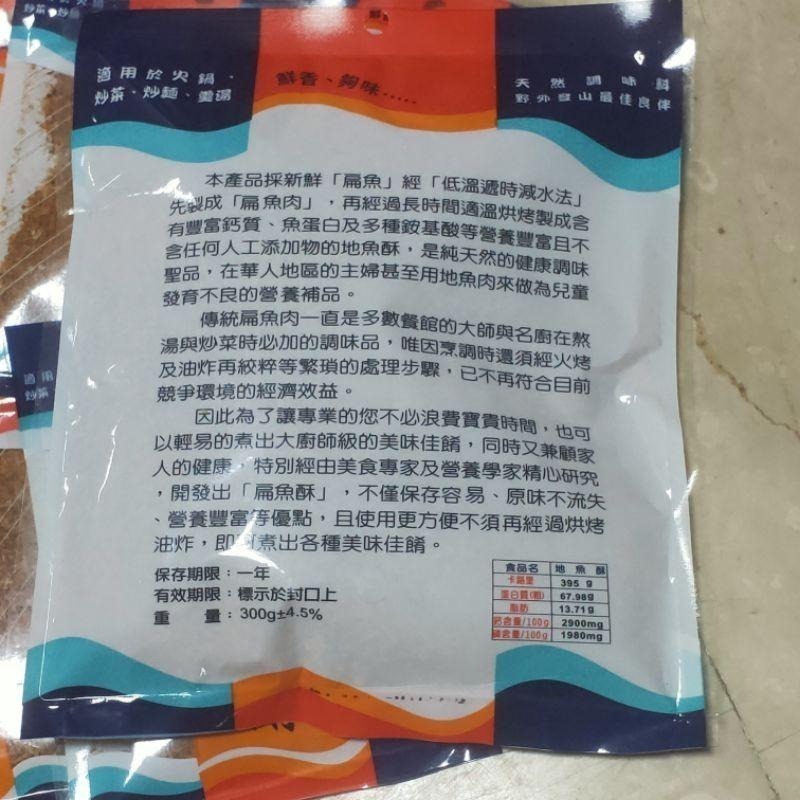 適用於火鍋、
炒菜、炒麵、羹湯
鮮香、夠味.....
天然調味料
野外登山最佳良伴
本產品採新鮮「扁魚」經「低溫遞時減水法」
先製成「扁魚肉」，再經過長時間適溫烘烤製成含
有豐富鈣質、魚蛋白及多種銨基酸等營養豐富且不
含任何人工添加物的地魚酥，是純天然的健康調味
聖品，在華人地區的主婦甚至用地魚肉來做為兒童
發育不良的營養補品。
傳統扁魚肉一直是多數餐館的大師與名廚在熬
湯與炒菜時必加的調味品，唯因烹調時還須經火烤
及油炸再絞粹等繁瑣的處理步驟，已不再符合目前
競爭環境的經濟效益。
因此為了讓專業的您不必浪費寶貴時間，也可
以輕易的煮出大廚師級的美味佳餚，同時又兼顧家
人的健康，特別經由美食專家及營養學家精心研究
，開發出「扁魚酥」，不僅保存容易、原味不流失
、營養豐富等優點，且使用更方便不須再經過烘烤
油炸，即可煮出各種美味佳餚。
保存期限：一年
有效期限：標示於封口上
重　　量：300g±4.5%
食品名 地魚酥
卡路里 395 g
蛋白質(粗) 67.98g
脂肪 13.71g
鈣含量/100g 2900mg
磷含量/100g 1980mg
適用
炒菜